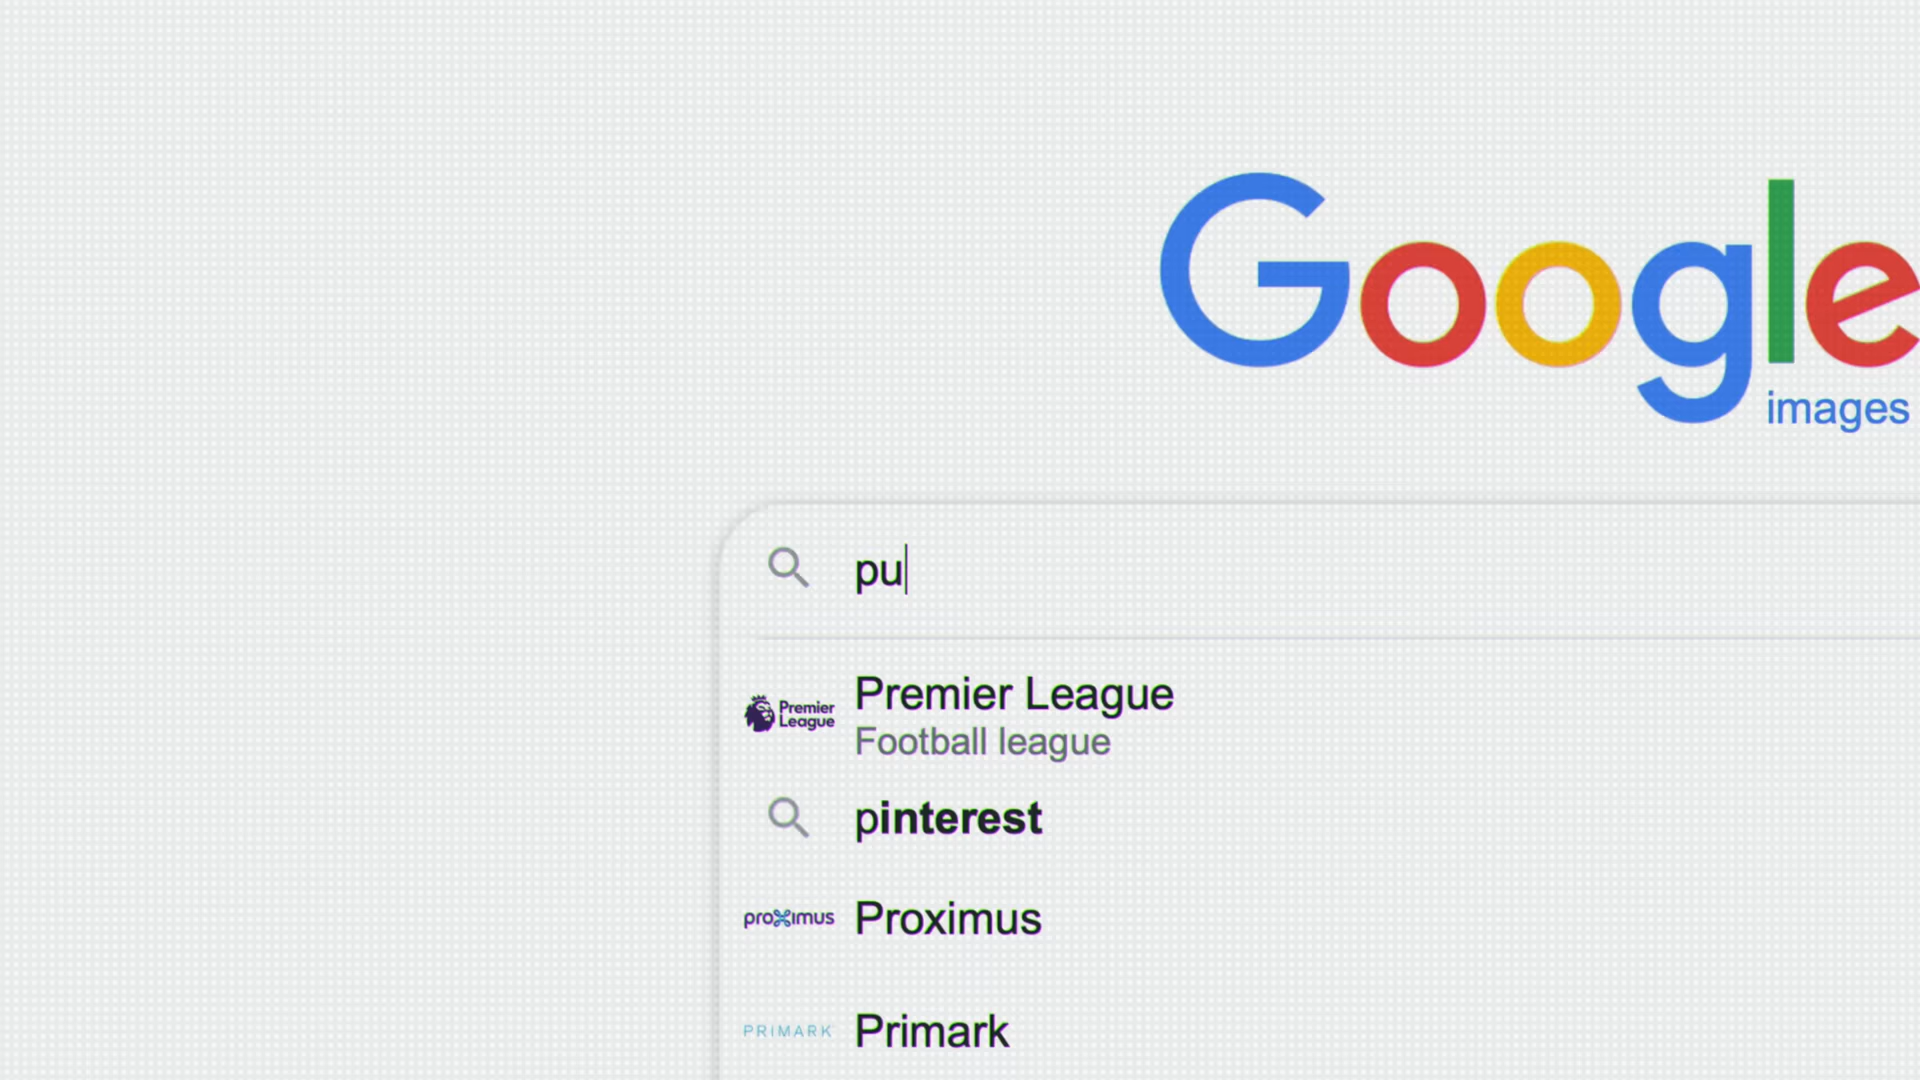 Google
images
pu
Premier
League
Premier League
Football league
pinterest
proximus
Proximus
PRIMARK
Primark